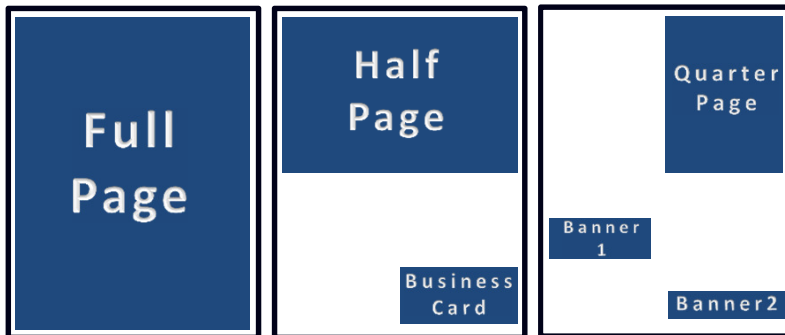 Full
Page
Half
Page
Business
Card
Quarter
Page
Banner
1
Banner2